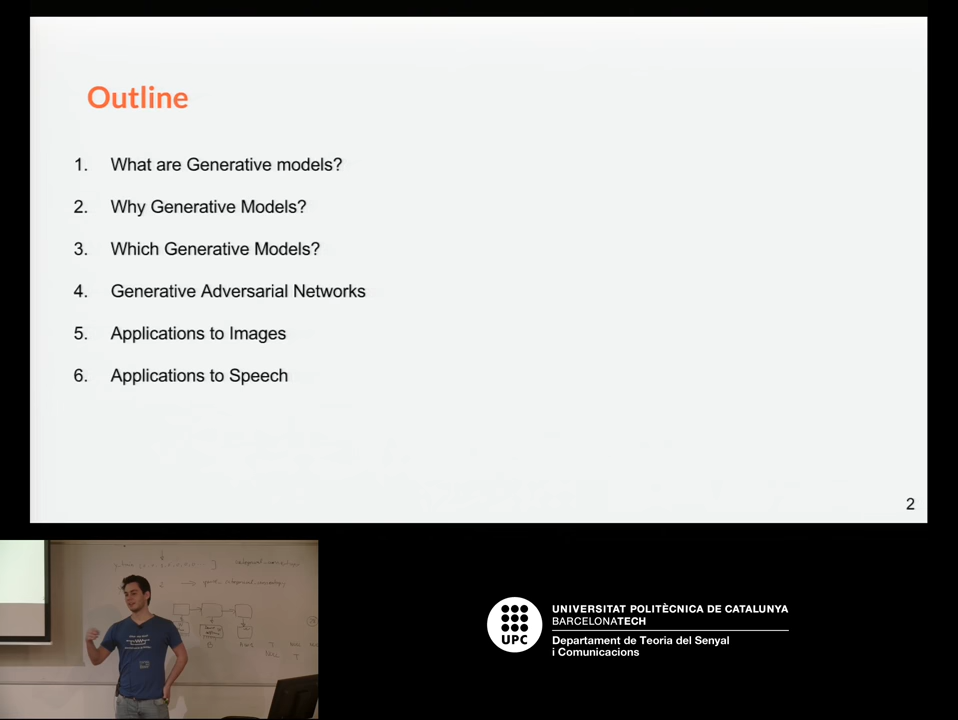 Outline
1. What are Generative models?
2. Why Generative Models?
3. Which Generative Models?
4. Generative Adversarial Networks
5. Applications to Images
6. Applications to Speech
2
UPC
UNIVERSITAT POLITÈCNICA DE CATALUNYA
BARCELONATECH
Departament de Teoria del Senyal
i Comunicacions